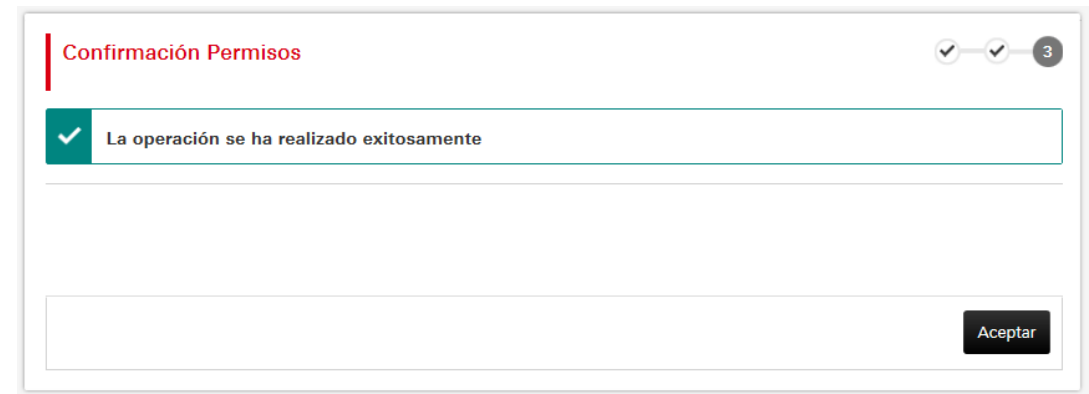 Confirmación Permisos
3
La operación se ha realizado exitosamente
Aceptar